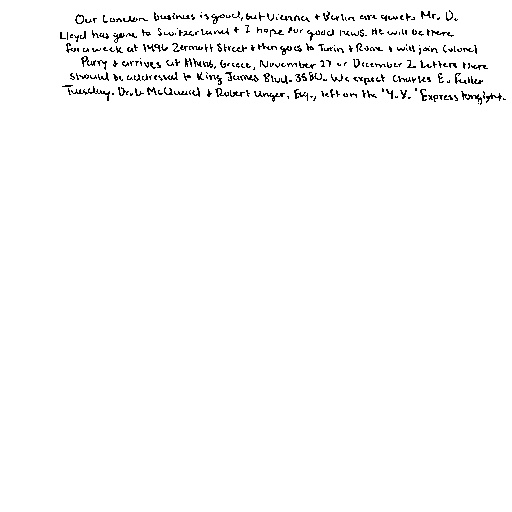 Our London business is good, but Vienna + Berlin are quiet. Mr. D.
Lloyd has gone to Switzerland + I hope for good news. He will be there
for a week at 1496 Zermott Street + then goes to Turin + Rome + will join Colonel
Parry + arrives at Athens, Greece, November 27 or December 2. Letters there
should be addressed to King James Blvd. 3580. We expect Charles E. Fuller
Tuesday. Dr. L. McQuaid + Robert Unger, Esq., left on the "Y.X." Express tongight.